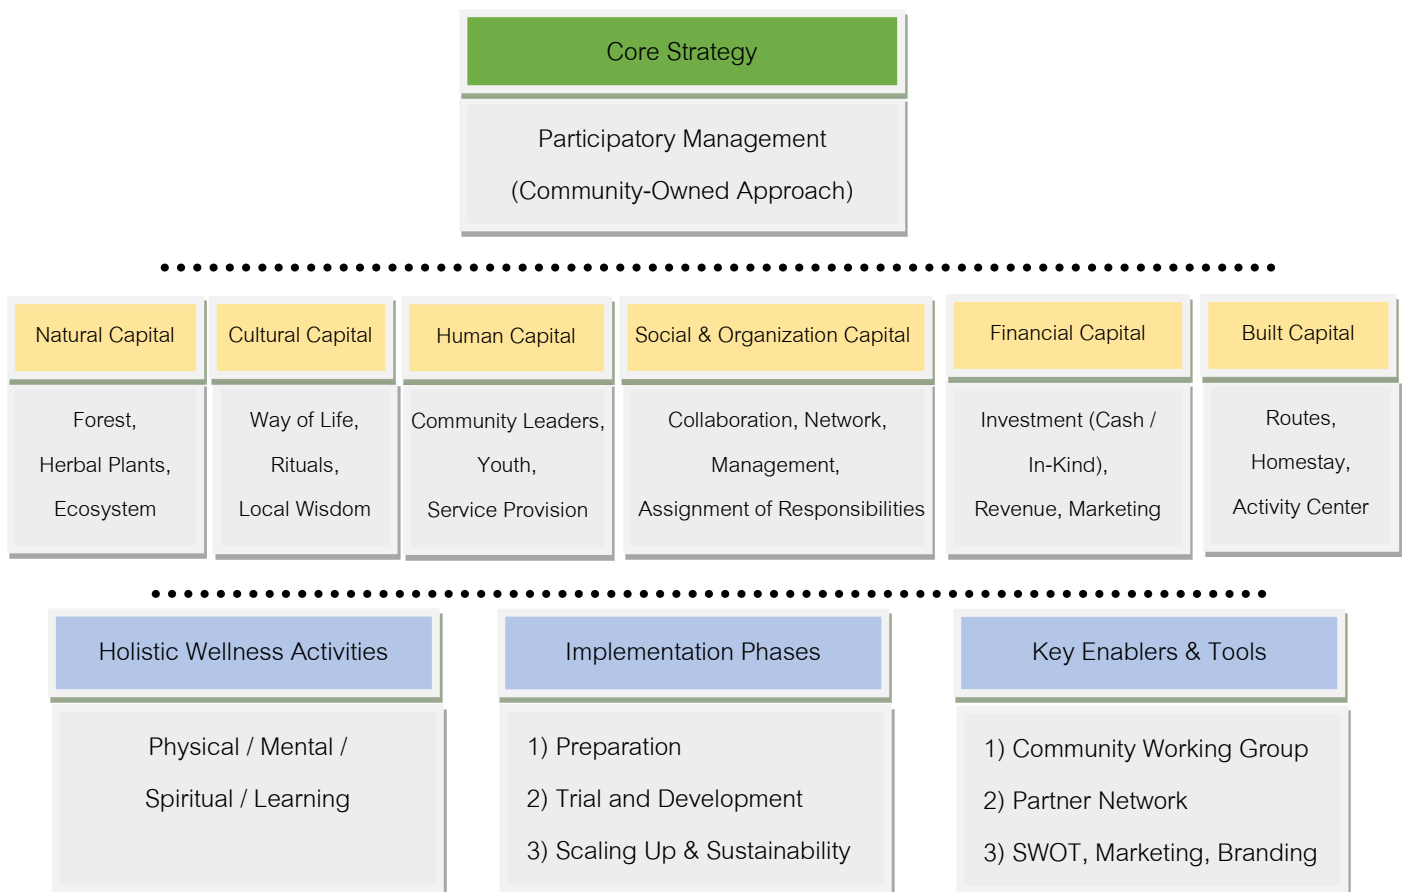 Core Strategy
Participatory Management
(Community-Owned Approach)
Natural Capital
Forest,
Herbal Plants,
Ecosystem
Cultural Capital
Way of Life,
Rituals,
Local Wisdom
Human Capital
Community Leaders,
Youth,
Service Provision
Social & Organization Capital
Collaboration, Network,
Management,
Assignment of Responsibilities
Financial Capital
Investment (Cash /
In-Kind),
Revenue, Marketing
Built Capital
Routes,
Homestay,
Activity Center
Holistic Wellness Activities
Physical / Mental /
Spiritual / Learning
Implementation Phases
1) Preparation
2) Trial and Development
3) Scaling Up & Sustainability
Key Enablers & Tools
1) Community Working Group
2) Partner Network
3) SWOT, Marketing, Branding